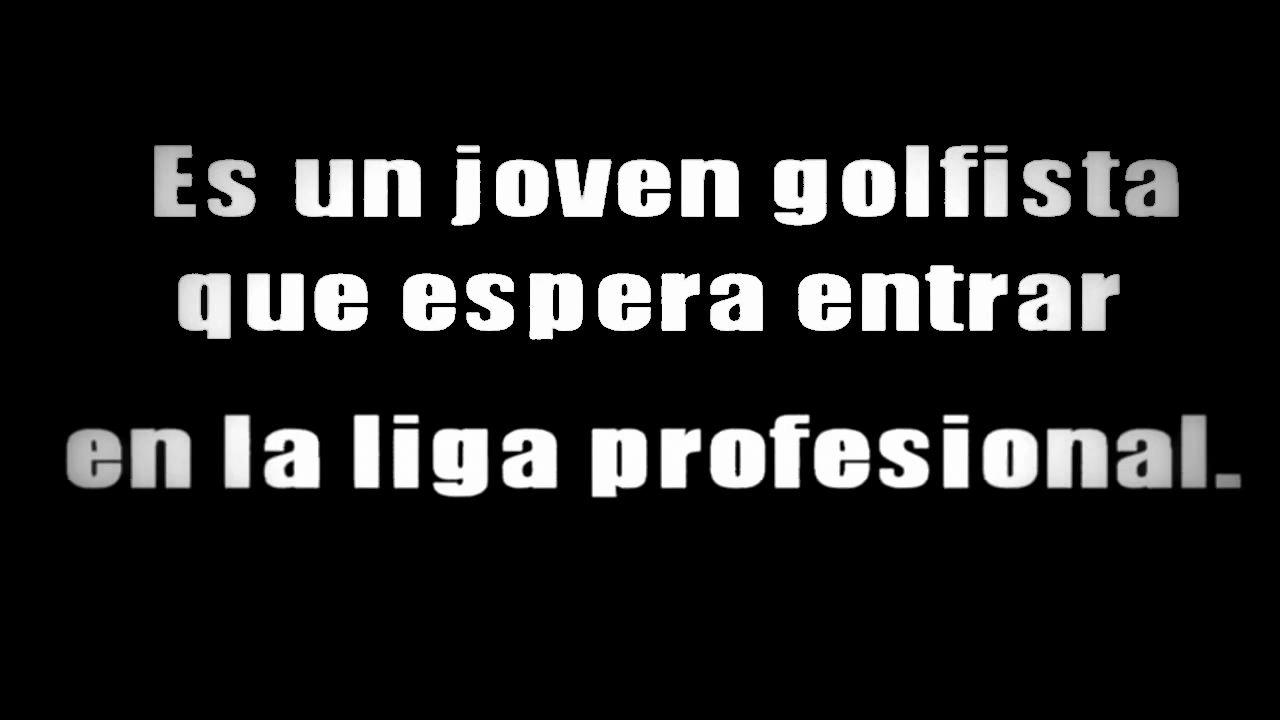 Es un joven golfista
que espera entrar
en la liga profesional.